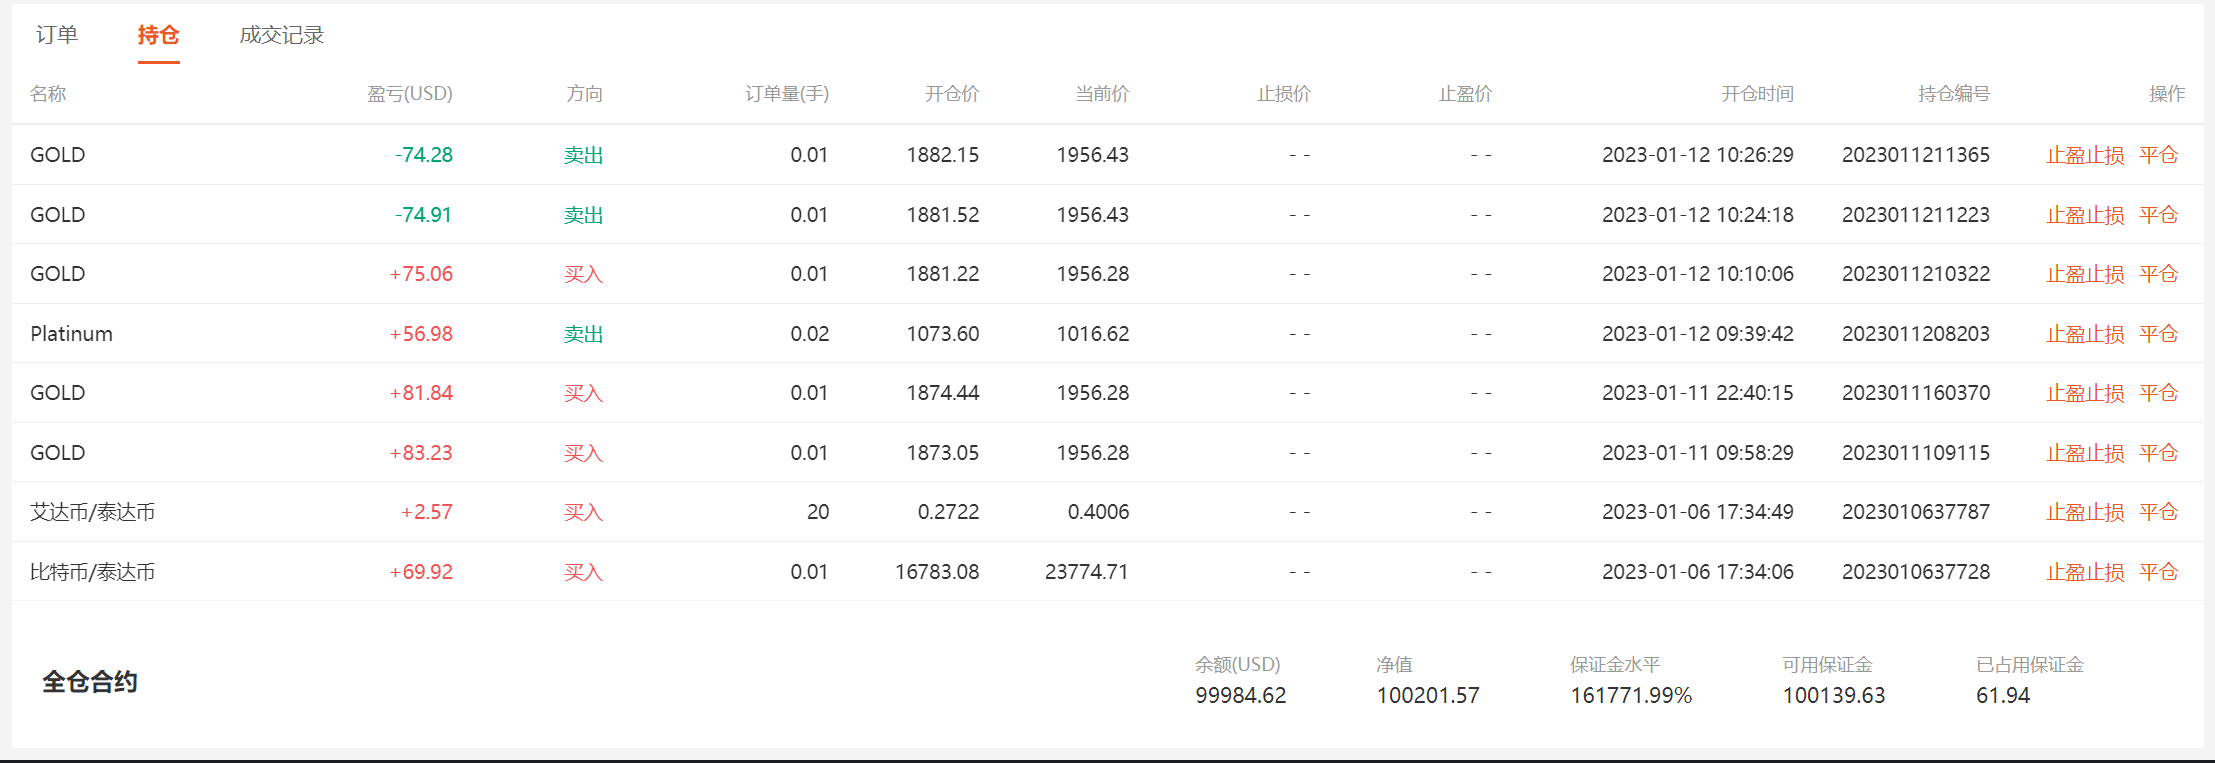 订单 持仓 成交记录
名称 盈亏(USD) 方向 订单量(手) 开仓价 当前价 止损价 止盈价 开仓时间 持仓编号 操作
GOLD -74.28 卖出 0.01 1882.15 1956.43 - - - - 2023-01-12 10:26:29 2023011211365 止盈止损 平仓
GOLD -74.91 卖出 0.01 1881.52 1956.43 - - - - 2023-01-12 10:24:18 2023011211223 止盈止损 平仓
GOLD +75.06 买入 0.01 1881.22 1956.28 - - - - 2023-01-12 10:10:06 2023011210322 止盈止损 平仓
Platinum +56.98 卖出 0.02 1073.60 1016.62 - - - - 2023-01-12 09:39:42 2023011208203 止盈止损 平仓
GOLD +81.84 买入 0.01 1874.44 1956.28 - - - - 2023-01-11 22:40:15 2023011160370 止盈止损 平仓
GOLD +83.23 买入 0.01 1873.05 1956.28 - - - - 2023-01-11 09:58:29 2023011109115 止盈止损 平仓
艾达币/泰达币 +2.57 买入 20 0.2722 0.4006 - - - - 2023-01-06 17:34:49 2023010637787 止盈止损 平仓
比特币/泰达币 +69.92 买入 0.01 16783.08 23774.71 - - - - 2023-01-06 17:34:06 2023010637728 止盈止损 平仓
全仓合约
余额(USD) 净值 保证金水平 可用保证金 已占用保证金
99984.62 100201.57 161771.99% 100139.63 61.94